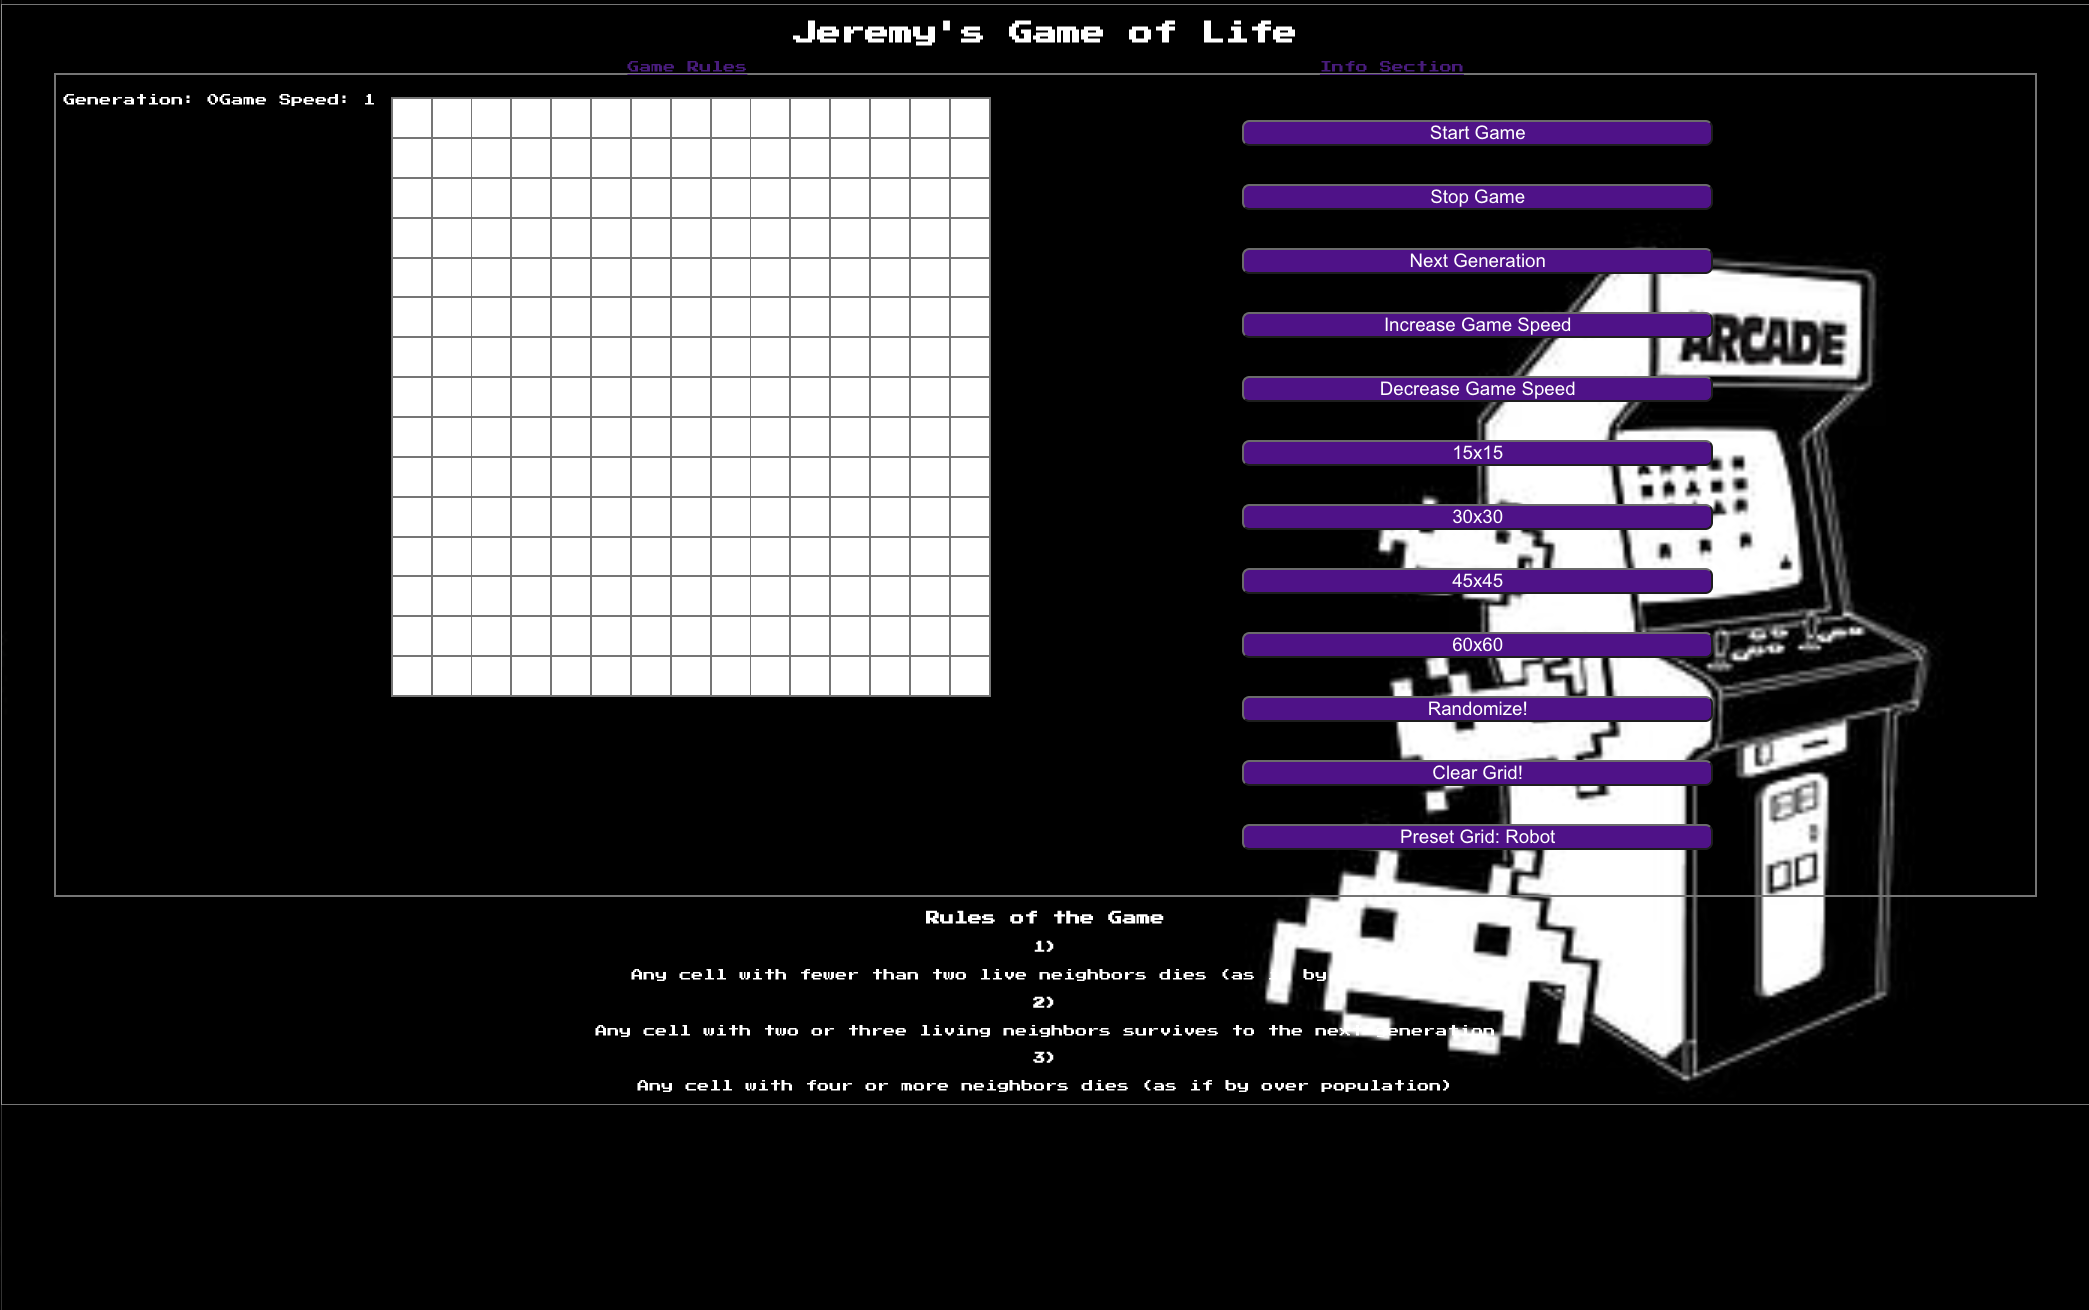 Jeremy's Game of Life
Game Rules
Info Section
Generation: 0Game Speed: 1
Start Game
Stop Game
Next Generation
Increase Game Speed
ARCADE
Decrease Game Speed
15x15
30x30
45x45
60x60
Randomize!
Clear Grid!
Preset Grid: Robot
Rules of the Game
1)
Any cell with fewer than two live neighbors dies (as by
2)
Any cell with two or three living neighbors survives to the next generation
3)
Any cell with four or more neighbors dies (as if by over population)